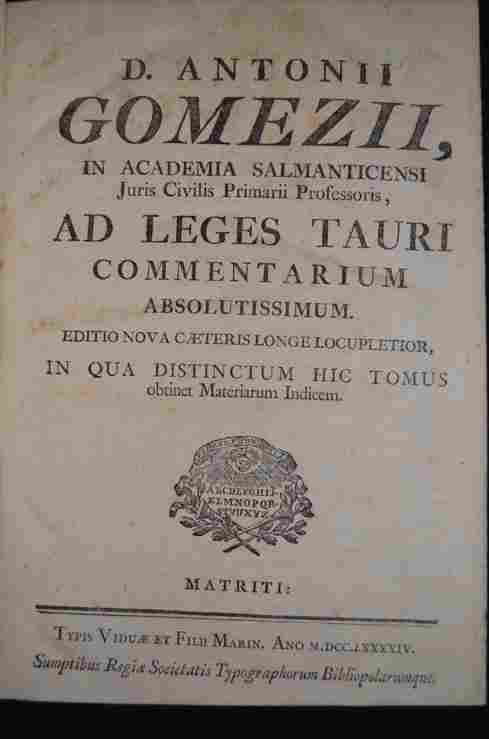 D. ANTONII
GOMEZII,
IN ACADEMIA SALMANTICENSI
Juris Civilis Primarii Professoris,
AD LEGES TAURI
COMMENTARIUM
ABSOLUTISSIMUM.
EDITIO NOVA CÆTERIS LONGE LOCUPLETIOR,
IN QUA DISTINCTUM HIC TOMUS
obtinet Materiarum Indicem.
ABCDEFGHIJ-
KLMNOPQR-
STUVXYZ
MATRITI:
TYPIS VIDUÆ ET FILII MARIN. ANO M.DCC.LXXXXIV.
Sumptibus Regiæ Societatis Typographorum Bibliopolarumque.